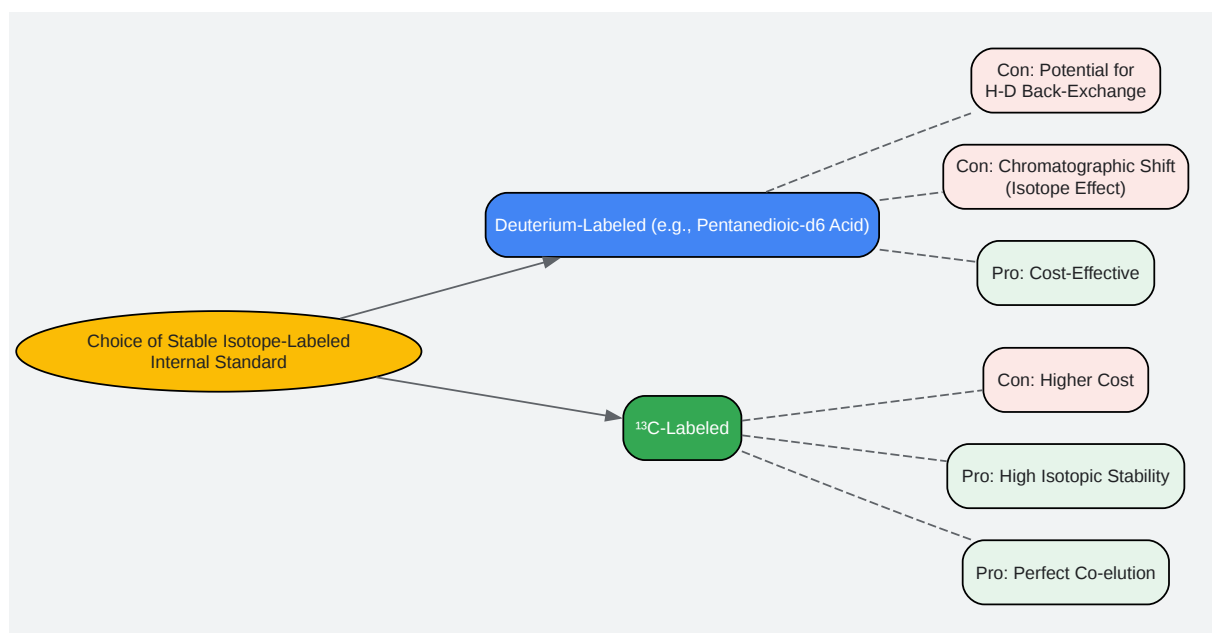 Con: Potential for
H-D Back-Exchange
Con: Chromatographic Shift
(Isotope Effect)
Deuterium-Labeled (e.g., Pentanedioic-d6 Acid)
Pro: Cost-Effective
Choice of Stable Isotope-Labeled
Internal Standard
Con: Higher Cost
¹³C-Labeled
Pro: High Isotopic Stability
Pro: Perfect Co-elution